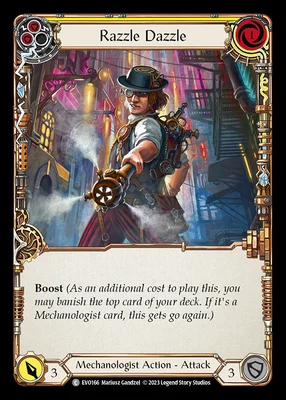 Razzle Dazzle
Boost (As an additional cost to play this, you
may banish the top card of your deck. If it's a
Mechanologist card, this gets go again.)
3
Mechanologist Action - Attack
3
C EVO166 Mariusz Gandzel © 2023 Legend Story Studios